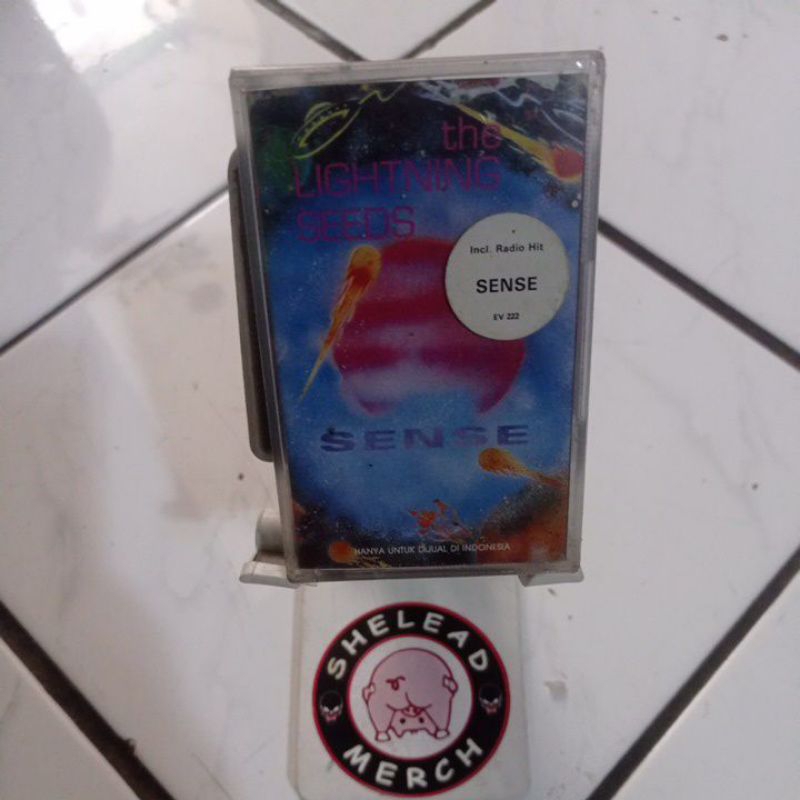 the
LIGHTNING
SEEDS
Incl. Radio Hit
SENSE
EV 222
SENSE
HANYA UNTUK DIJUAL DI INDONESIA
SHELEAD
MERCH